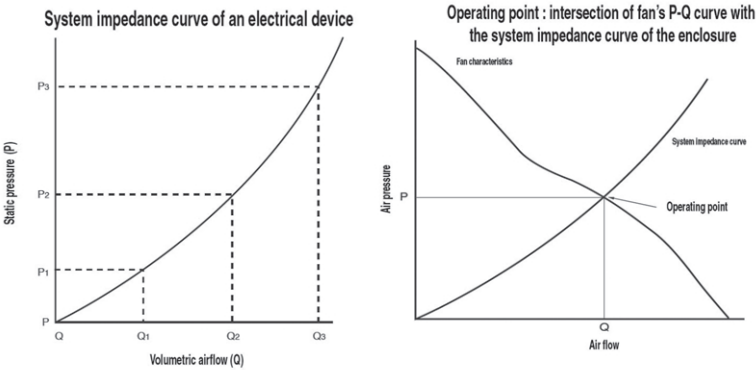 System impedance curve of an electrical device
P3
P2
P1
P
Q
Q1
Q2
Q3
Static pressure (P)
Volumetric airflow (Q)
Operating point : intersection of fan's P-Q curve with
the system impedance curve of the enclosure
Fan characteristics
System impedance curve
Operating point
P
Q
Air pressure
Air flow